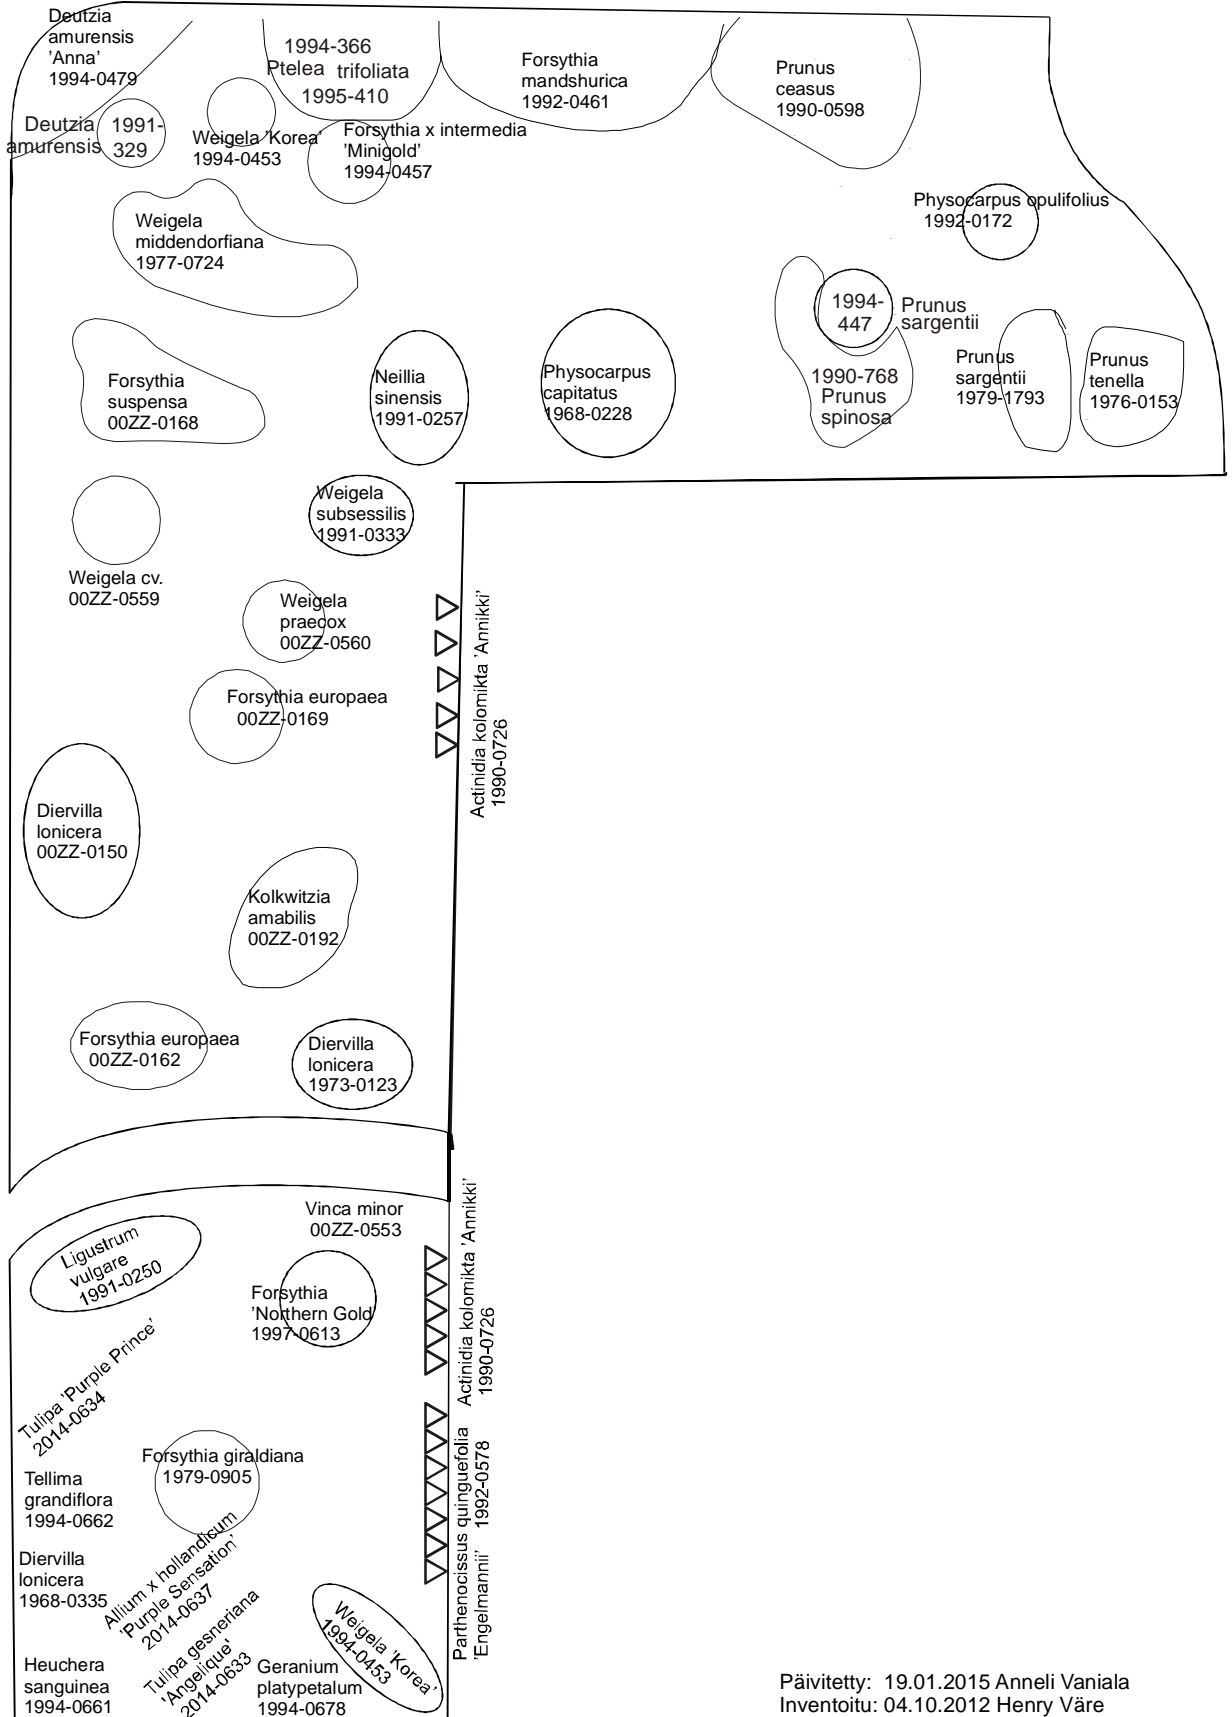 Deutzia
amurensis
'Anna'
1994-0479
1994-366
Ptelea trifoliata
1995-410
Forsythia
mandshurica
1992-0461
Prunus
ceasus
1990-0598
Deutzia
amurensis
1991-
329
Weigela 'Korea'
1994-0453
Forsythia x intermedia
'Minigold'
1994-0457
Physocarpus opulifolius
1992-0172
Weigela
middendorfiana
1977-0724
1994-
447
Prunus
sargentii
Forsythia
suspensa
00ZZ-0168
Neillia
sinensis
1991-0257
Physocarpus
capitatus
1968-0228
1990-768
Prunus
spinosa
Prunus
sargentii
1979-1793
Prunus
tenella
1976-0153
Weigela
subsessilis
1991-0333
Weigela cv.
00ZZ-0559
Weigela
praecox
00ZZ-0560
Forsythia europaea
00ZZ-0169
Actinidia kolomikta 'Annikki'
1990-0726
Diervilla
lonicera
00ZZ-0150
Kolkwitzia
amabilis
00ZZ-0192
Forsythia europaea
00ZZ-0162
Diervilla
lonicera
1973-0123
Vinca minor
00ZZ-0553
Ligustrum
vulgare
1991-0250
Forsythia
'Northern Gold'
1997-0613
Actinidia kolomikta 'Annikki'
1990-0726
Tulipa 'Purple Prince'
2014-0634
Forsythia giraldiana
1979-0905
Parthenocissus quinguefolia
'Engelmannii' 1992-0578
Tellima
grandiflora
1994-0662
Diervilla
lonicera
1968-0335
Allium x hollandicum
'Purple Sensation'
2014-0637
Tulipa gesneriana
'Angelique'
2014-0633
Weigela 'Korea'
1994-0453
Heuchera
sanguinea
1994-0661
Geranium
platypetalum
1994-0678
Päivitetty: 19.01.2015 Anneli Vaniala
Inventoitu: 04.10.2012 Henry Väre